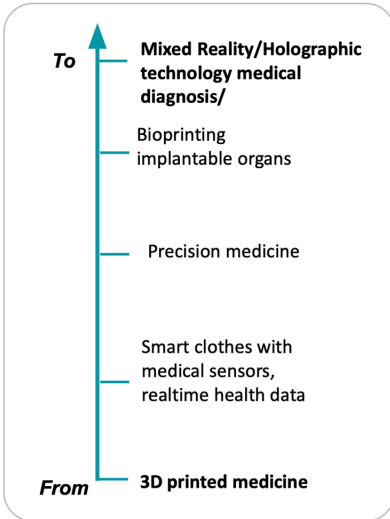 To
Mixed Reality/Holographic
technology medical
diagnosis/
Bioprinting
implantable organs
Precision medicine
Smart clothes with
medical sensors,
realtime health data
From
3D printed medicine